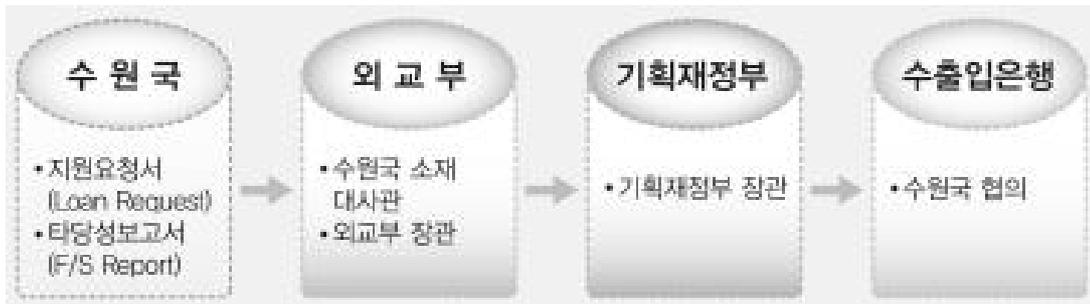 수 원 국
• 지원요청서
(Loan Request)
• 타당성보고서
(F/S Report)
외 교 부
• 수원국 소재
대사관
• 외교부 장관
기획재정부
• 기획재정부 장관
수출입은행
• 수원국 협의